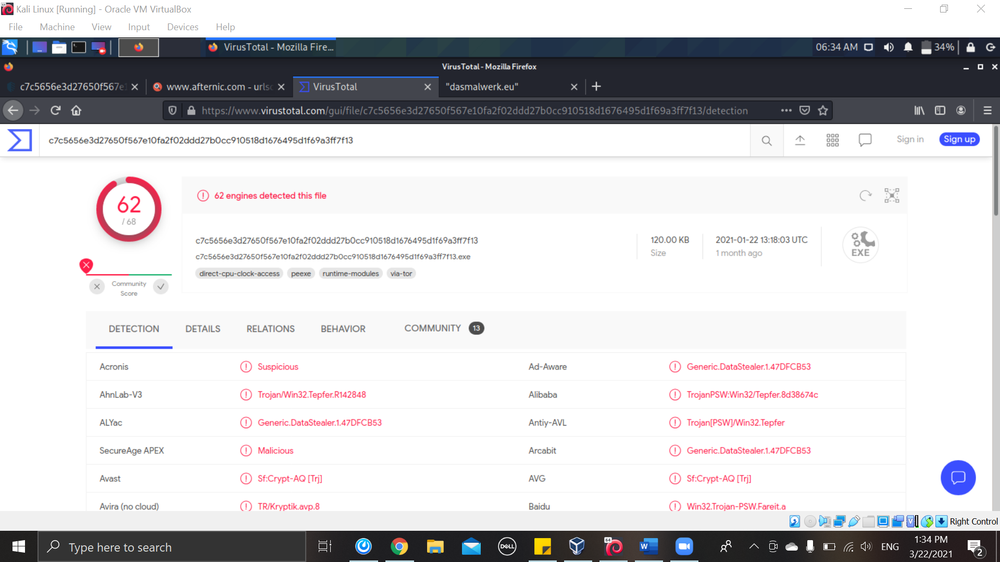 Kali Linux [Running] - Oracle VM VirtualBox
File Machine View Input Devices Help
VirusTotal - Mozilla Fire...
06:34 AM
34%
VirusTotal - Mozilla Firefox
c7c5656e3d27650f567e1
www.afternic.com - urlsc
VirusTotal
"dasmalwerk.eu"
https://www.virustotal.com/gui/file/c7c5656e3d27650f567e10fa2f02ddd27b0cc910518d1676495d1f69a3ff7f13/detection
c7c5656e3d27650f567e10fa2f02ddd27b0cc910518d1676495d1f69a3ff7f13
Sign in
Sign up
62
/ 68
62 engines detected this file
c7c5656e3d27650f567e10fa2f02ddd27b0cc910518d1676495d1f69a3ff7f13
c7c5656e3d27650f567e10fa2f02ddd27b0cc910518d1676495d1f69a3ff7f13.exe
direct-cpu-clock-access peexe runtime-modules via-tor
120.00 KB
Size
2021-01-22 13:18:03 UTC
1 month ago
EXE
Community
Score
DETECTION DETAILS RELATIONS BEHAVIOR COMMUNITY 13
Acronis Suspicious Ad-Aware Generic.DataStealer.1.47DFCB53
AhnLab-V3 Trojan/Win32.Tepfer.R142848 Alibaba TrojanPSW:Win32/Tepfer.8d38674c
ALYac Generic.DataStealer.1.47DFCB53 Antiy-AVL Trojan[PSW]/Win32.Tepfer
SecureAge APEX Malicious Arcabit Generic.DataStealer.1.47DFCB53
Avast Sf:Crypt-AQ [Trj] AVG Sf:Crypt-AQ [Trj]
Avira (no cloud) TR/Kryptik.avp.8 Baidu Win32.Trojan-PSW.Fareit.a
Right Control
Type here to search
DELL
64
W
ENG
1:34 PM
3/22/2021
2